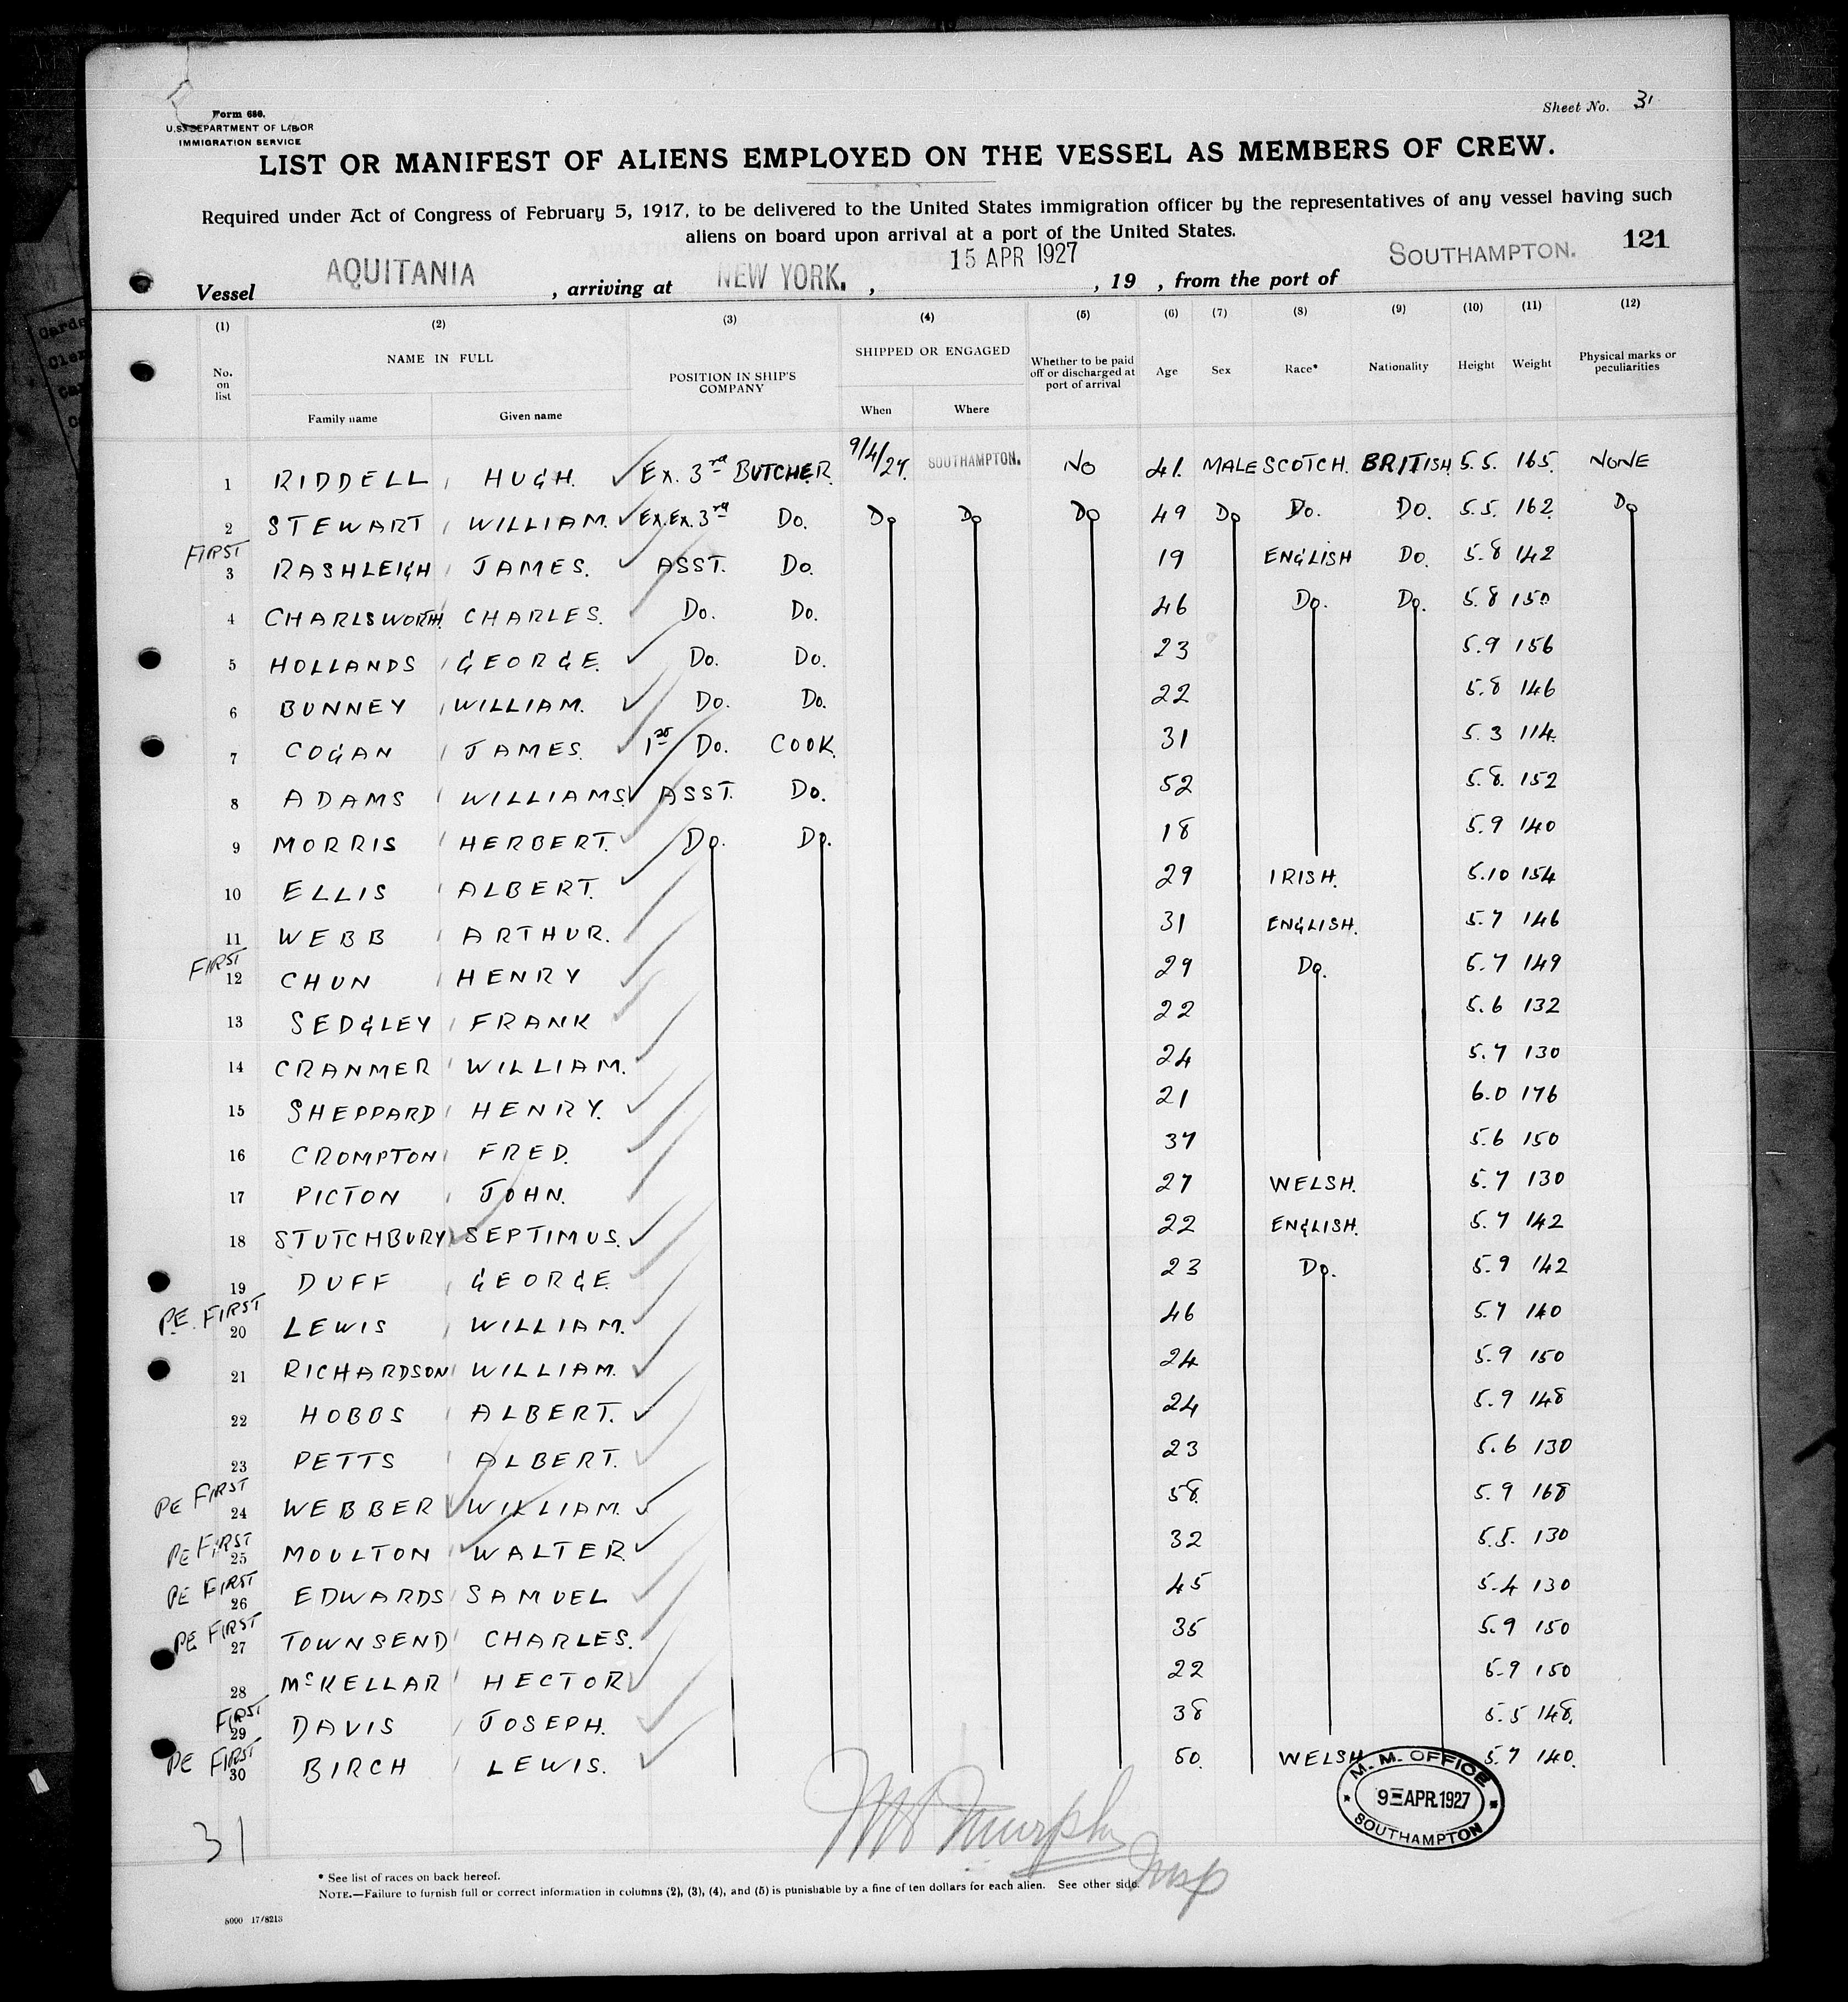 Form 680.
U.S. DEPARTMENT OF LABOR
IMMIGRATION SERVICE
Sheet No. 31
LIST OR MANIFEST OF ALIENS EMPLOYED ON THE VESSEL AS MEMBERS OF CREW.
Required under Act of Congress of February 5, 1917, to be delivered to the United States immigration officer by the representatives of any vessel having such
aliens on board upon arrival at a port of the United States.
121
Vessel AQUITANIA , arriving at NEW YORK. , 15 APR 1927 , 19 , from the port of SOUTHAMPTON.
(1) (2) (3) (4) (5) (6) (7) (8) (9) (10) (11) (12)
No. on list NAME IN FULL POSITION IN SHIP'S COMPANY SHIPPED OR ENGAGED Whether to be paid off or discharged at port of arrival Age Sex Race* Nationality Height Weight Physical marks or peculiarities
Family name Given name When Where
1 RIDDELL, HUGH. Ex. 3rd BUTCHER. 9/4/27. SOUTHAMPTON. NO 41. MALE SCOTCH. BRITISH. 5.5. 165. NONE
2 STEWART, WILLIAM. Ex.Ex. 3rd Do. Do Do Do 49 Do Do. Do. 5.5. 162. Do
FIRST
3 RASHLEIGH, JAMES. ASST. Do. 19 ENGLISH Do. 5.8 142
4 CHARLSWORTH. CHARLES. Do. Do. 46 Do. Do. 5.8 150.
5 HOLLANDS, GEORGE. Do. Do. 23 5.9 156
6 BUNNEY, WILLIAM. Do. Do. 22 5.8 146
7 COGAN, JAMES. 1st Do. COOK. 31 5.3 114.
8 ADAMS, WILLIAMS. ASST. Do. 52 5.8. 152
9 MORRIS, HERBERT. Do. Do. 18 5.9 140
10 ELLIS, ALBERT. 29 IRISH. 5.10 154
11 WEBB, ARTHUR. 31 ENGLISH. 5.7 146
FIRST
12 CHUN, HENRY 29 Do. 5.7 149
13 SEDGLEY, FRANK 22 5.6 132
14 CRANMER, WILLIAM. 24 5.7 130
15 SHEPPARD, HENRY. 21 6.0 176
16 CROMPTON, FRED. 37 5.6 150
17 PICTON, JOHN. 27 WELSH. 5.7 130
18 STUTCHBURY, SEPTIMUS. 22 ENGLISH. 5.7 142
19 DUFF, GEORGE. 23 Do. 5.9 142
PE. FIRST
20 LEWIS, WILLIAM. 46 5.7 140
21 RICHARDSON, WILLIAM. 24 5.9 150
22 HOBBS, ALBERT. 24 5.9 148
23 PETTS, ALBERT. 23 5.6 130
PE FIRST
24 WEBBER WILLIAM. 58. 5.9 168
PE FIRST
25 MOULTON WALTER. 32 5.5. 130
PE FIRST
26 EDWARDS, SAMUEL 45 5.4 130
PE FIRST
27 TOWNSEND, CHARLES. 35 5.9 150
28 McKELLAR, HECTOR 22 5.9 150
FIRST
29 DAVIS, JOSEPH. 38 5.5 148.
PE FIRST
30 BIRCH, LEWIS. 50. WELSH 5.7 140.
M. M. OFFICE
9 APR. 1927
SOUTHAMPTON
31
Murphy
Insp
* See list of races on back hereof.
NOTE.—Failure to furnish full or correct information in columns (2), (3), (4), and (5) is punishable by a fine of ten dollars for each alien. See other side.
5000 17/8213